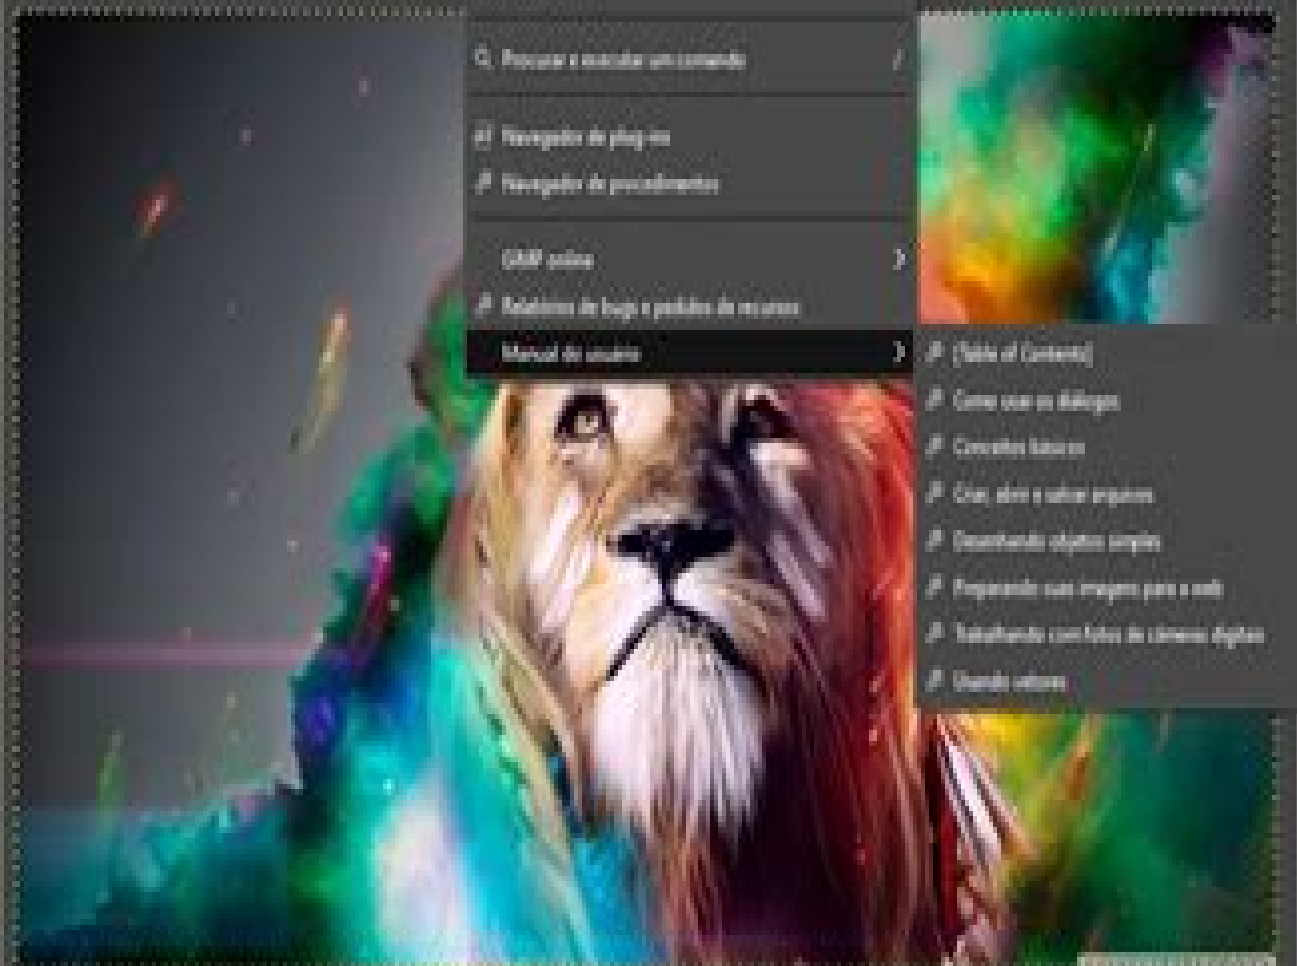 Procurar e executar um comando /
Navegador de plug-ins
Navegador de procedimentos
GIMP online
Relatórios de bugs e pedidos de recursos
Manual do usuário
[Table of Contents]
Como usar os diálogos
Conceitos básicos
Criar, abrir e salvar arquivos
Desenhando objetos simples
Preparando suas imagens para a web
Trabalhando com fotos de câmeras digitais
Usando vetores